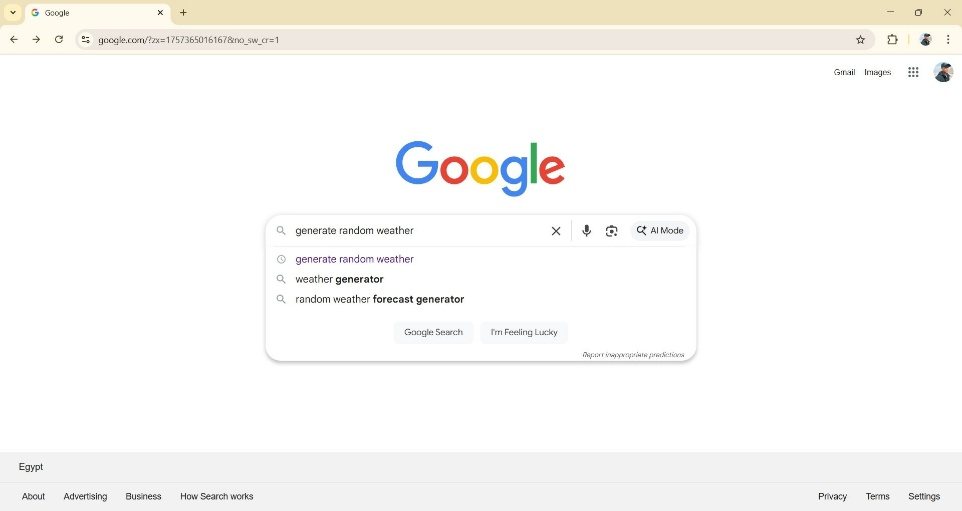 Google
google.com/?zx=1757365016167&no_sw_cr=1
Gmail Images
Google
generate random weather
AI Mode
generate random weather
weather generator
random weather forecast generator
Google Search I'm Feeling Lucky
Report inappropriate predictions
Egypt
About Advertising Business How Search works Privacy Terms Settings